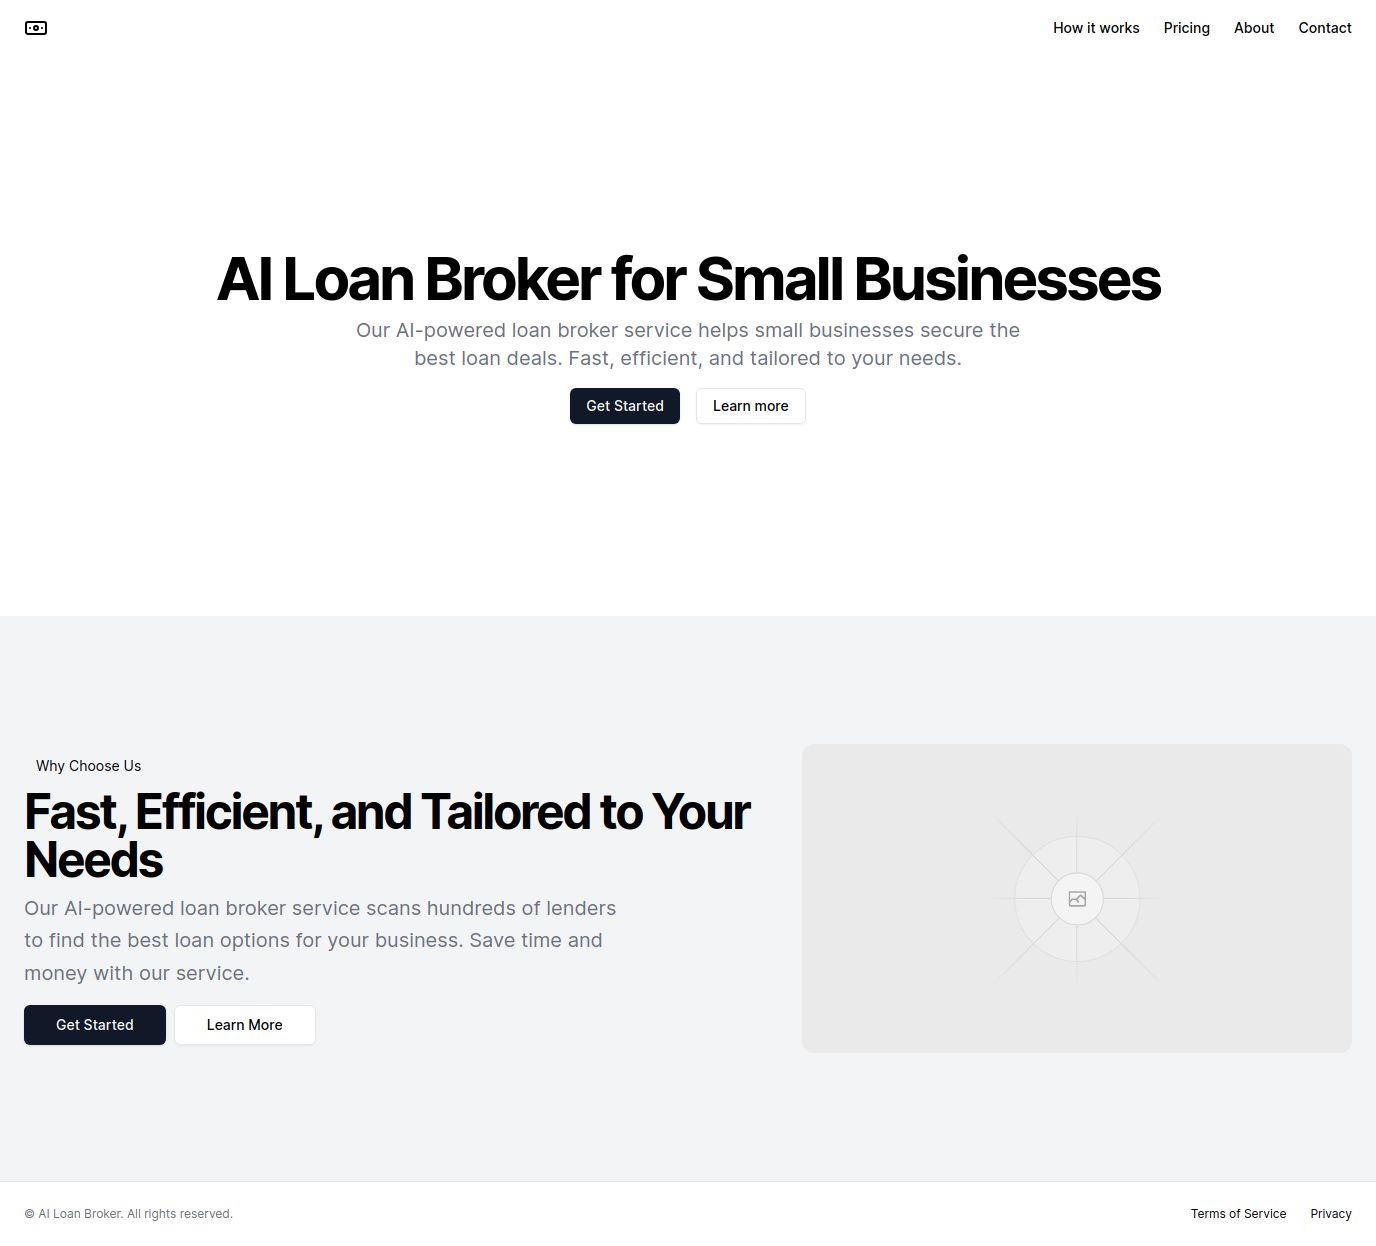 How it works Pricing About Contact
AI Loan Broker for Small Businesses
Our AI-powered loan broker service helps small businesses secure the
best loan deals. Fast, efficient, and tailored to your needs.
Get Started Learn more
Why Choose Us
Fast, Efficient, and Tailored to Your
Needs
Our AI-powered loan broker service scans hundreds of lenders
to find the best loan options for your business. Save time and
money with our service.
Get Started Learn More
© AI Loan Broker. All rights reserved. Terms of Service Privacy